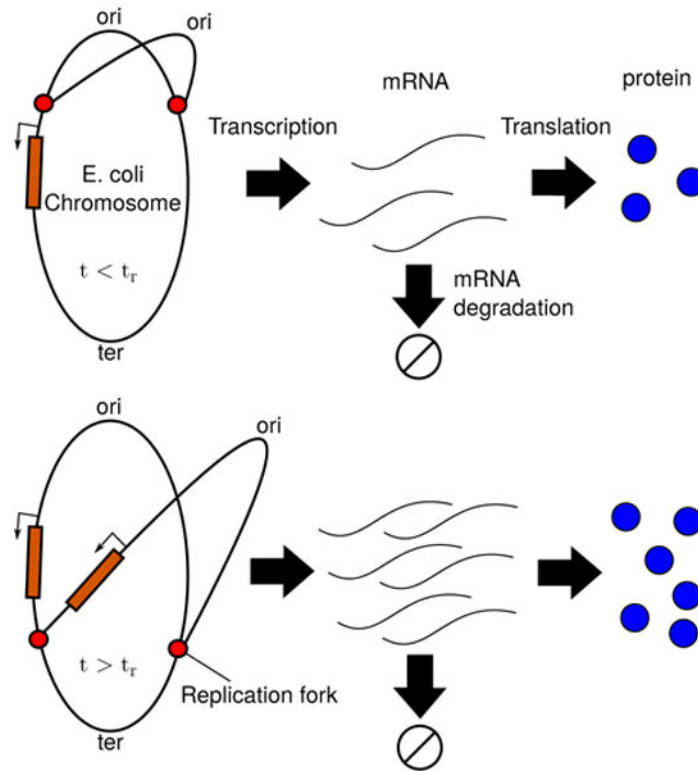 ori
ori
mRNA
protein
Transcription
Translation
E. coli
Chromosome
t < tᵣ
mRNA
degradation
ter
ori
ori
t > tᵣ
Replication fork
ter